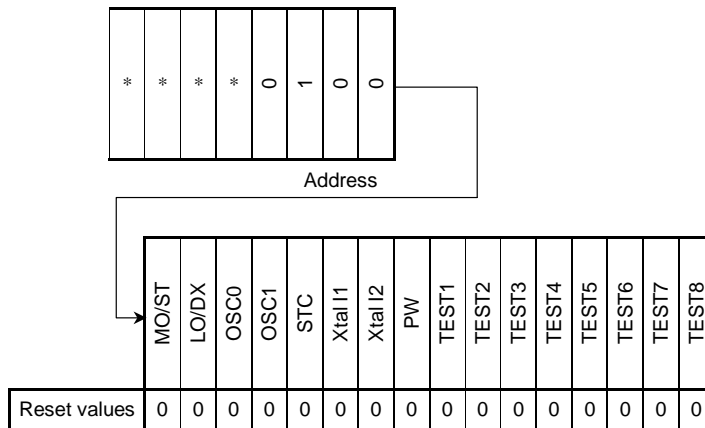 * * * * 0 1 0 0
Address
MO/ST LO/DX OSC0 OSC1 STC Xtal I1 Xtal I2 PW TEST1 TEST2 TEST3 TEST4 TEST5 TEST6 TEST7 TEST8
Reset values 0 0 0 0 0 0 0 0 0 0 0 0 0 0 0 0